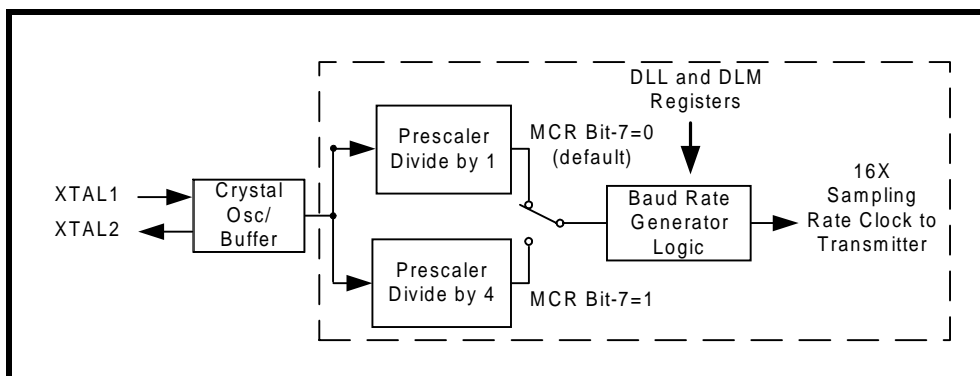 DLL and DLM
Registers
Prescaler
Divide by 1
MCR Bit-7=0
(default)
XTAL1
XTAL2
Crystal
Osc/
Buffer
Baud Rate
Generator
Logic
16X
Sampling
Rate Clock to
Transmitter
Prescaler
Divide by 4
MCR Bit-7=1